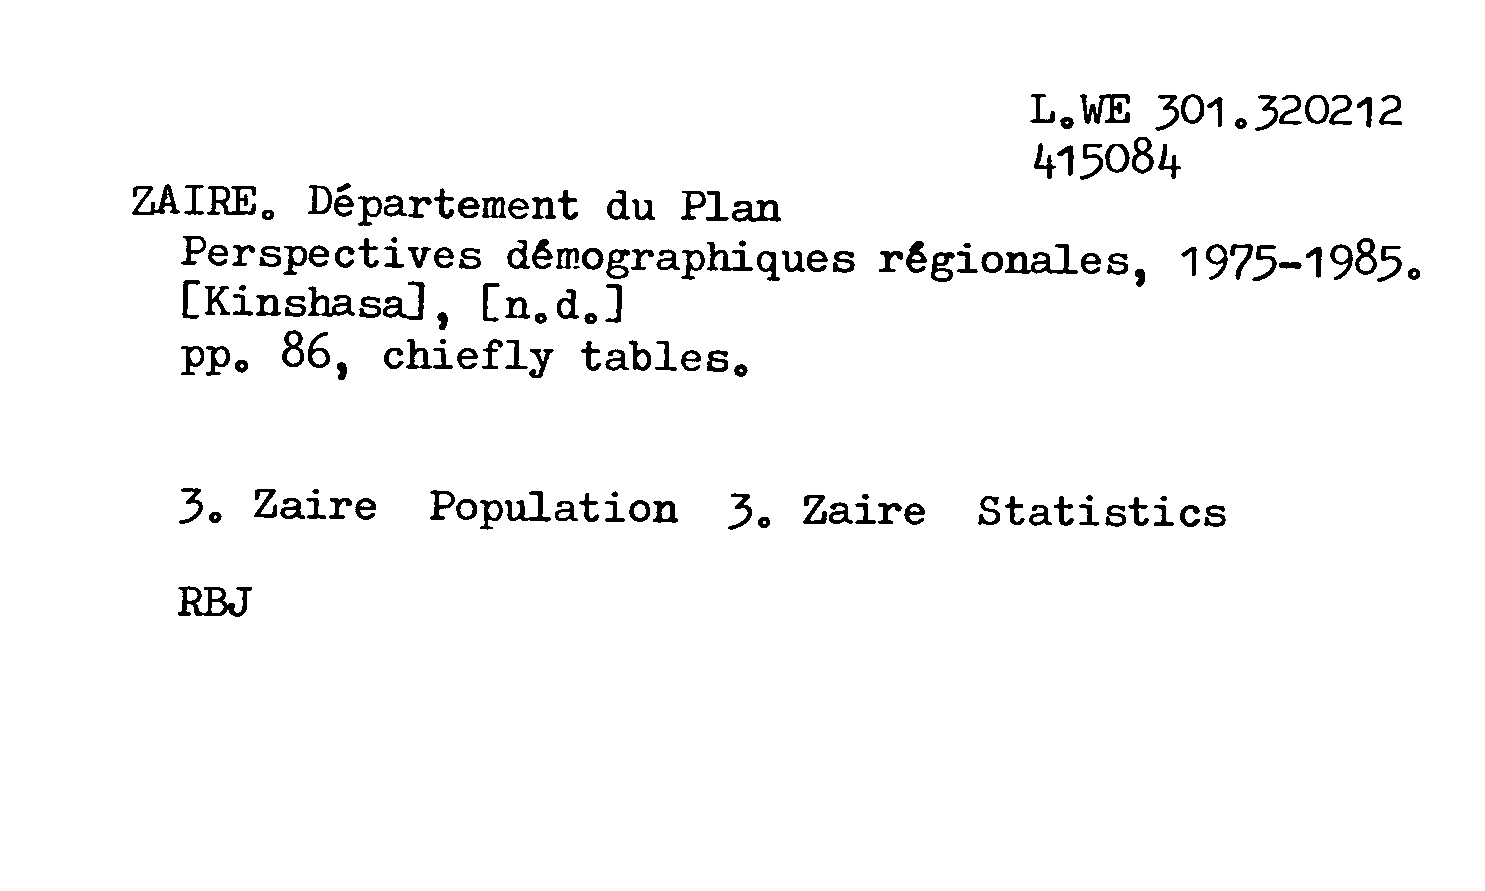 L.WE 301.320212
415084
ZAIRE. Département du Plan
Perspectives démographiques régionales, 1975-1985.
[Kinshasa], [n.d.]
pp. 86, chiefly tables.
3. Zaire Population 3. Zaire Statistics
RBJ